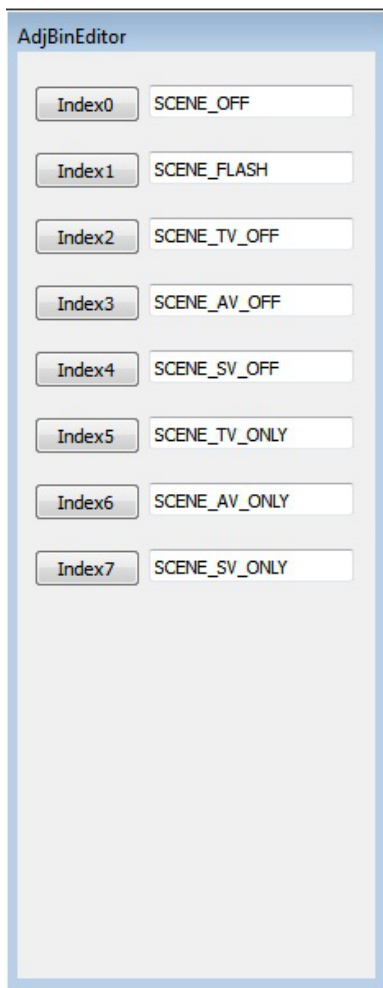 AdjBinEditor
Index0 SCENE_OFF
Index1 SCENE_FLASH
Index2 SCENE_TV_OFF
Index3 SCENE_AV_OFF
Index4 SCENE_SV_OFF
Index5 SCENE_TV_ONLY
Index6 SCENE_AV_ONLY
Index7 SCENE_SV_ONLY